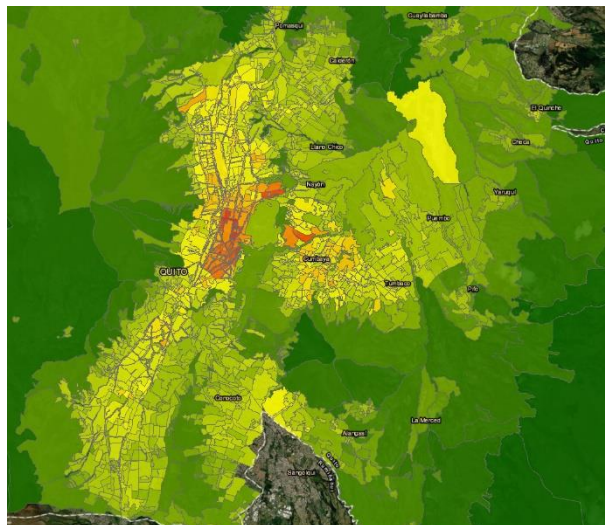 Guayllabamba
Pomasqui
Calderón
El Quinche
Checa
Llano Chico
Nayón
Yaruquí
Puembo
Cumbayá
QUITO
Tumbaco
Pifo
Conocoto
La Merced
Alangasí
Sangolquí